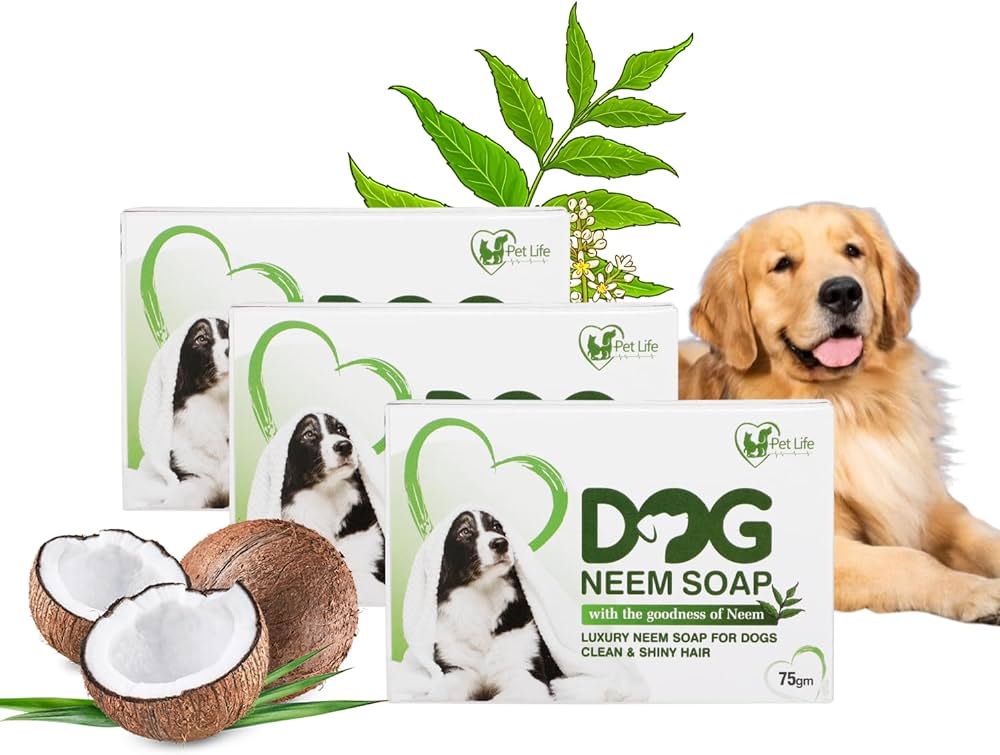 Pet Life
Pet Life
Pet Life
DOG
NEEM SOAP
with the goodness of Neem
LUXURY NEEM SOAP FOR DOGS
CLEAN & SHINY HAIR
75gm